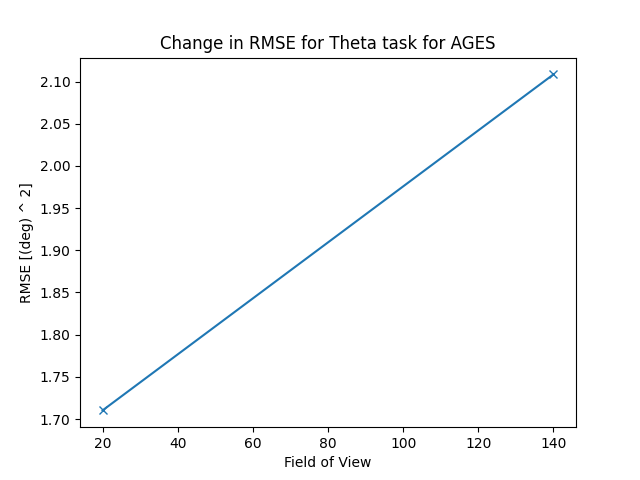 Change in RMSE for Theta task for AGES
2.10
2.05
2.00
1.95
1.90
1.85
1.80
1.75
1.70
RMSE [(deg) ^ 2]
20 40 60 80 100 120 140
Field of View